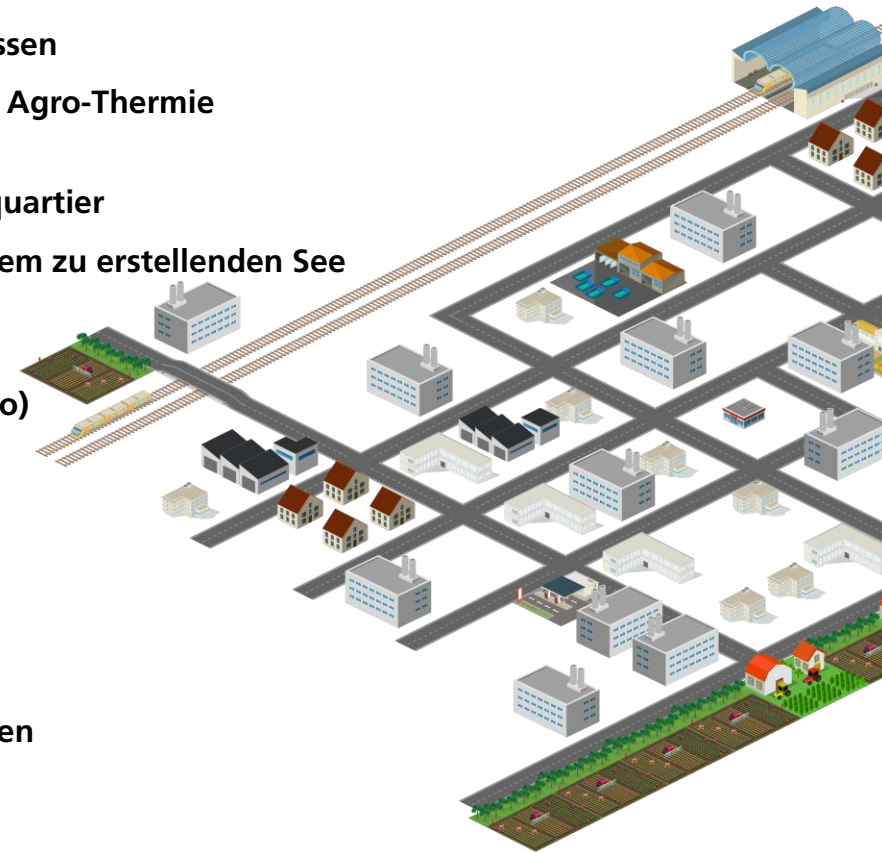 ssen
Agro-Thermie
quartier
em zu erstellenden See
o)
en